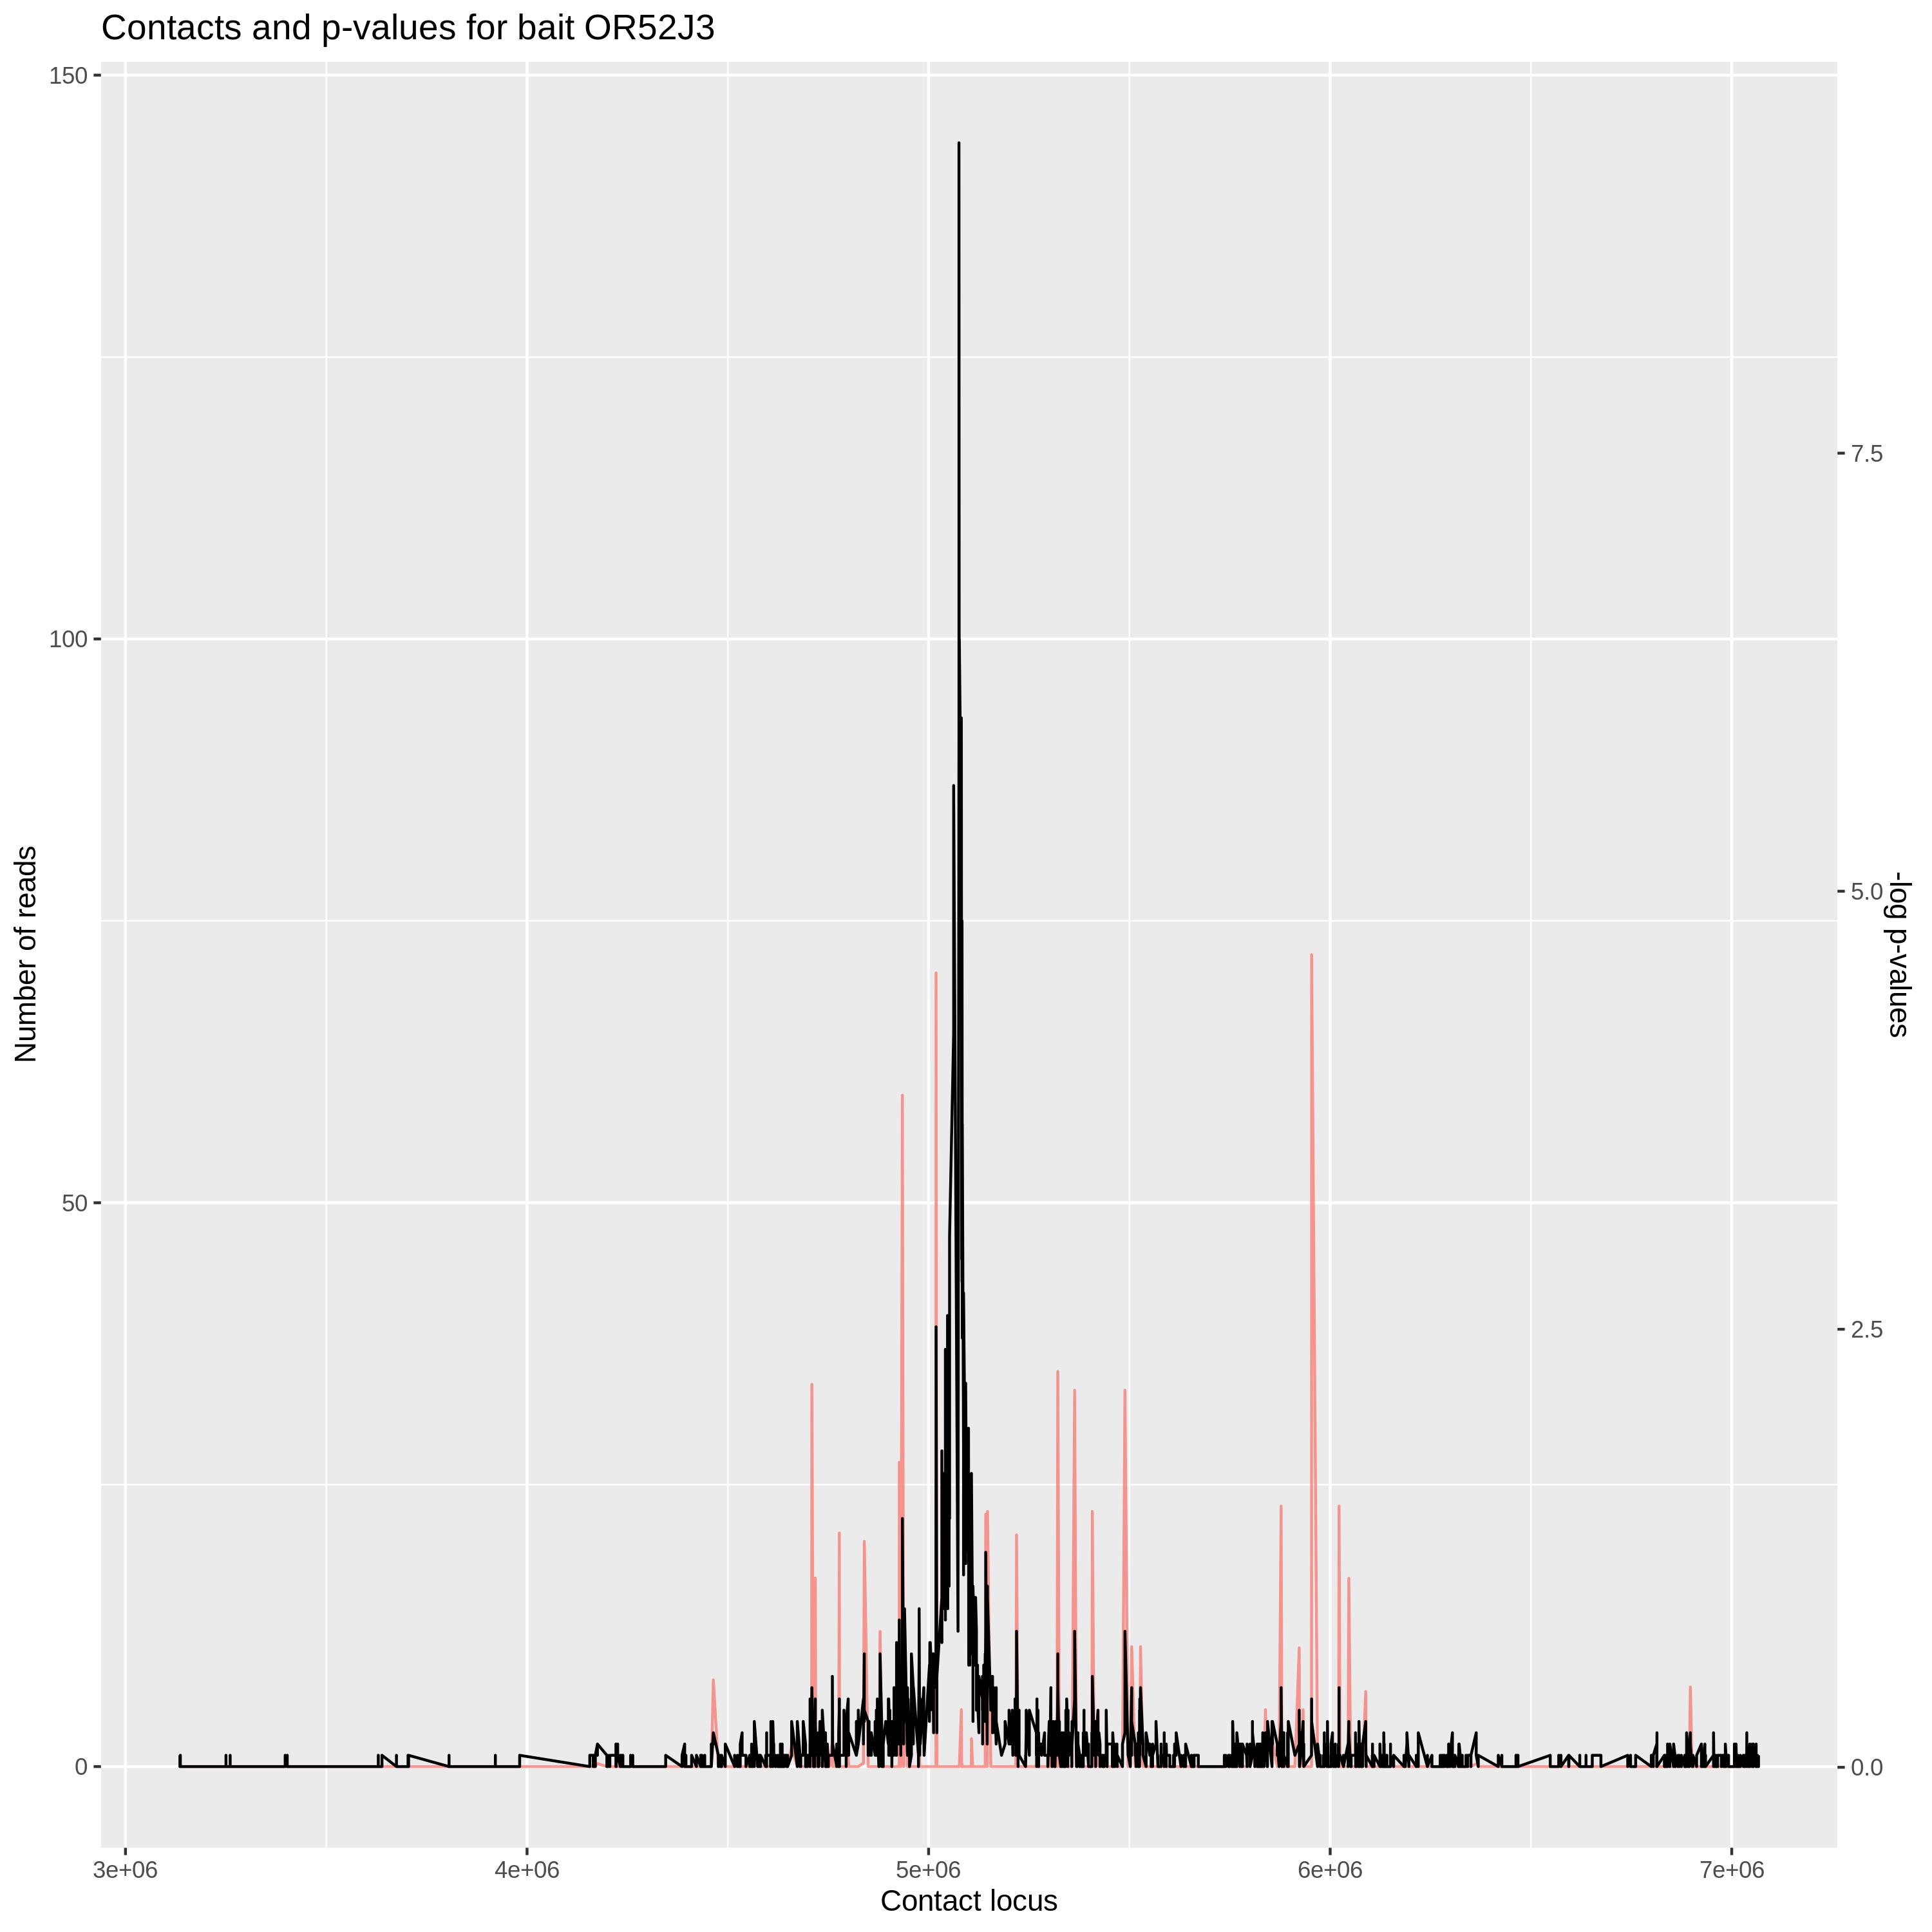 Contacts and p-values for bait OR52J3
150
100
50
0
Number of reads
7.5
5.0
2.5
0.0
-log p-values
3e+06
4e+06
5e+06
6e+06
7e+06
Contact locus